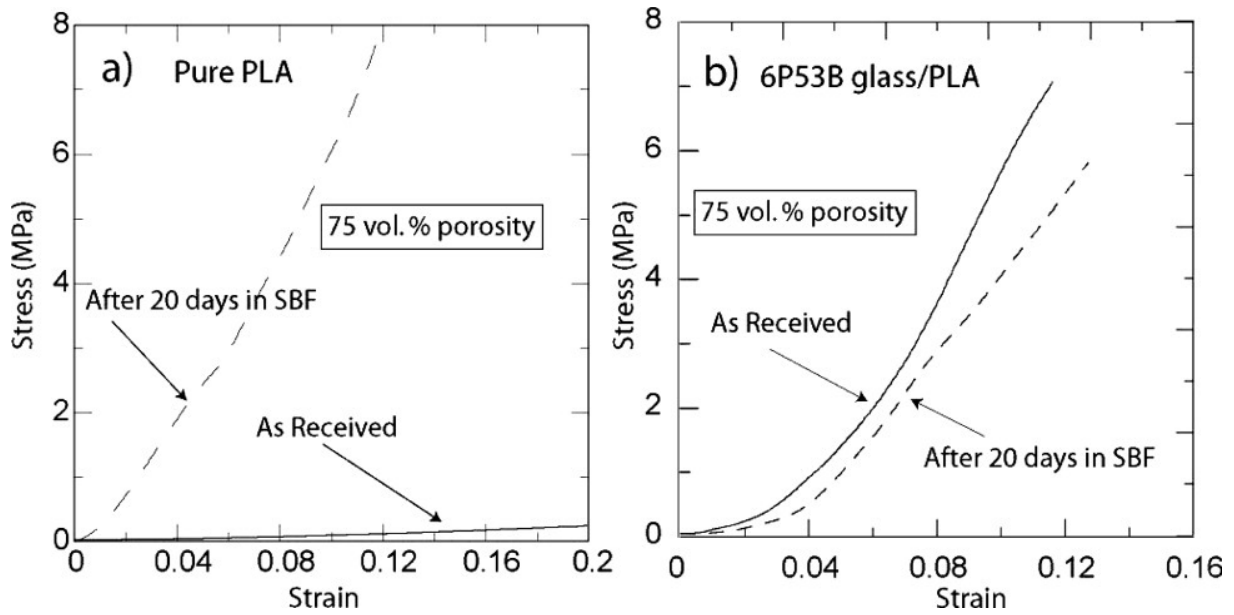 a) Pure PLA
8
6
4
2
0
Stress (MPa)
75 vol. % porosity
After 20 days in SBF
As Received
0 0.04 0.08 0.12 0.16 0.2
Strain
b) 6P53B glass/PLA
8
6
4
2
0
Stress (MPa)
75 vol. % porosity
As Received
After 20 days in SBF
0 0.04 0.08 0.12 0.16
Strain